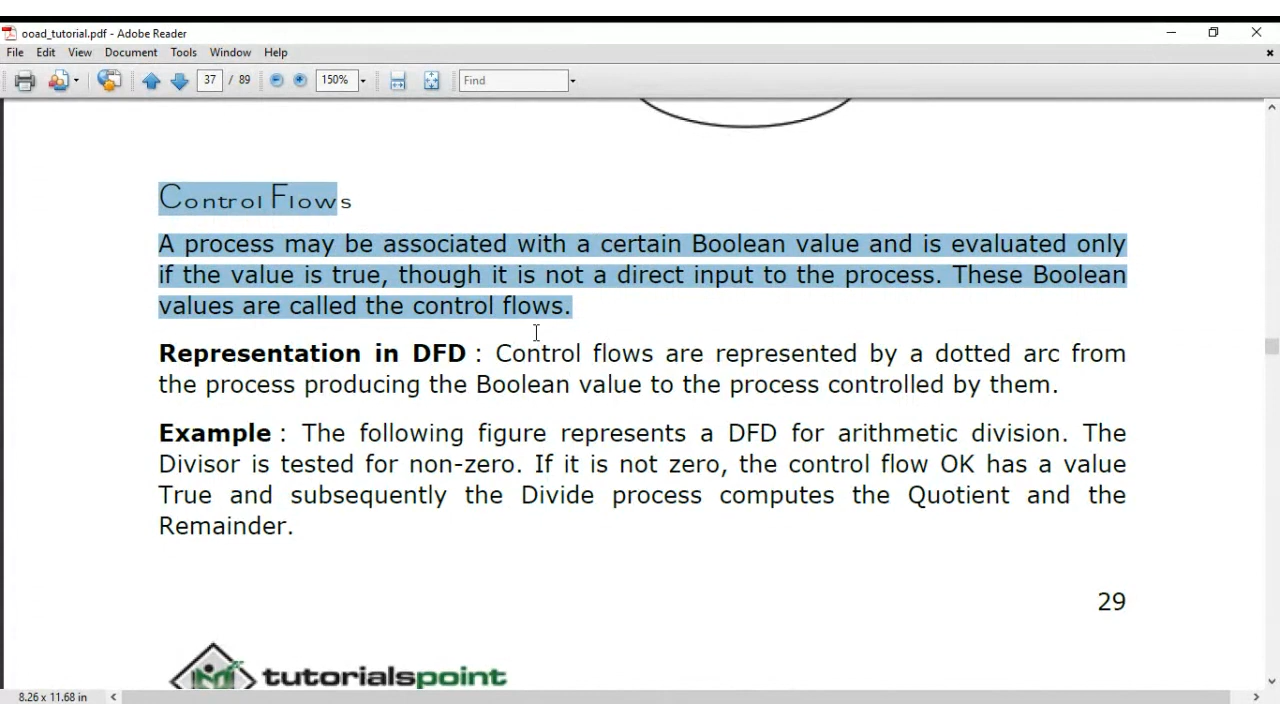 ooad_tutorial.pdf - Adobe Reader
File Edit View Document Tools Window Help
37 / 89 150% Find
Control Flows
A process may be associated with a certain Boolean value and is evaluated only
if the value is true, though it is not a direct input to the process. These Boolean
values are called the control flows.
Representation in DFD : Control flows are represented by a dotted arc from
the process producing the Boolean value to the process controlled by them.
Example : The following figure represents a DFD for arithmetic division. The
Divisor is tested for non-zero. If it is not zero, the control flow OK has a value
True and subsequently the Divide process computes the Quotient and the
Remainder.
29
tutorialspoint
8.26 x 11.68 in